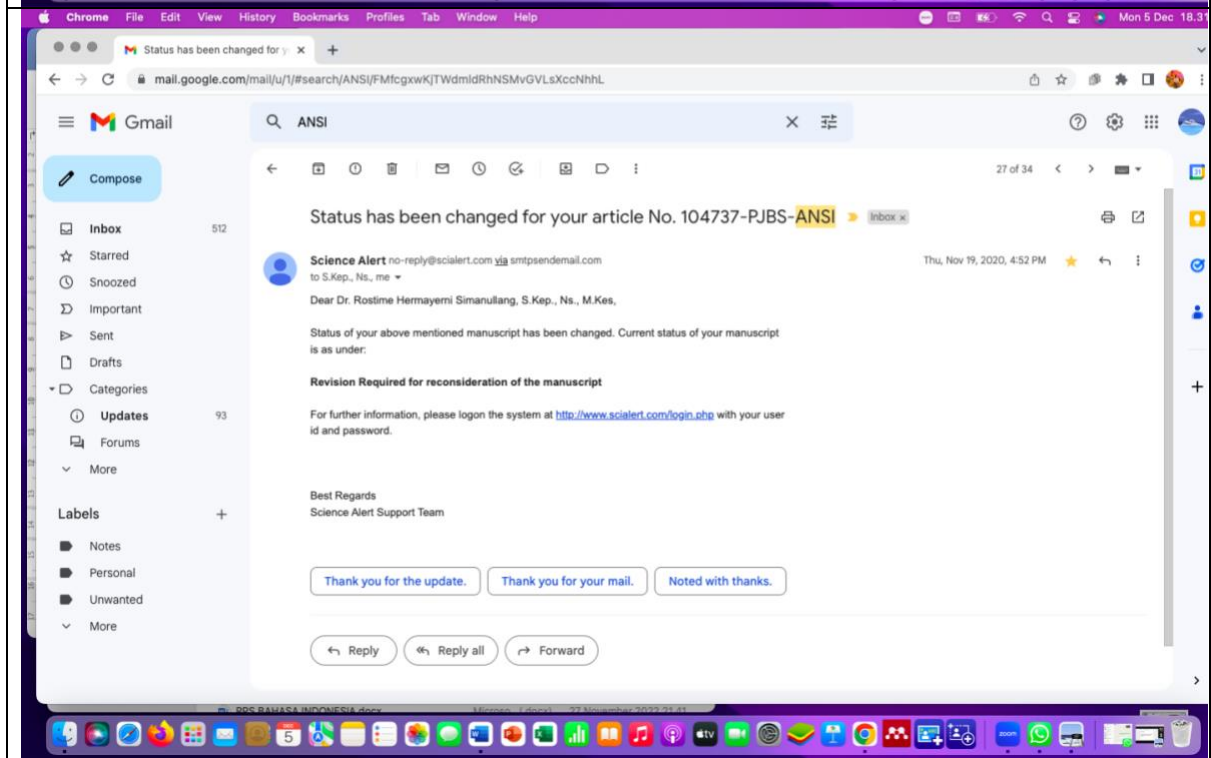 Chrome File Edit View History Bookmarks Profiles Tab Window Help Mon 5 Dec 18.31
Status has been changed for y
mail.google.com/mail/u/1/#search/ANSI/FMfcgxwKjTWdmldRhNSMvGVLsXccNhhL
Gmail
ANSI
Compose
27 of 34
Inbox 512
Starred
Snoozed
Important
Sent
Drafts
Categories
Updates 93
Forums
More
Labels
Notes
Personal
Unwanted
More
Status has been changed for your article No. 104737-PJBS-ANSI Inbox x
Science Alert no-reply@scialert.com via smtpsendemail.com Thu, Nov 19, 2020, 4:52 PM
to S.Kep., Ns., me
Dear Dr. Rostime Hermayerni Simanullang, S.Kep., Ns., M.Kes,
Status of your above mentioned manuscript has been changed. Current status of your manuscript
is as under:
Revision Required for reconsideration of the manuscript
For further information, please logon the system at http://www.scialert.com/login.php with your user
id and password.
Best Regards
Science Alert Support Team
Thank you for the update. Thank you for your mail. Noted with thanks.
Reply Reply all Forward
5
tv
zoom